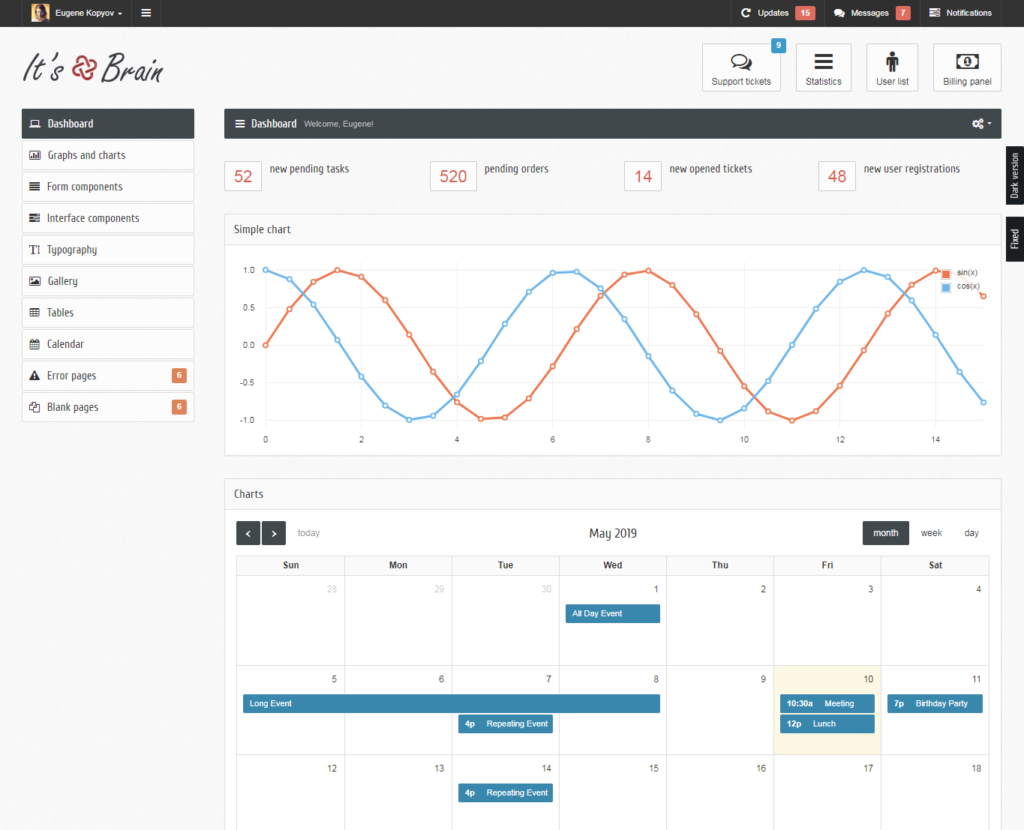 Eugene Kopyov
Updates 15
Messages 7
Notifications
It's Brain
9
Support tickets
Statistics
User list
Billing panel
Dashboard
Graphs and charts
Form components
Interface components
TI Typography
Gallery
Tables
Calendar
Error pages 6
Blank pages 6
Dashboard Welcome, Eugene!
52 new pending tasks
520 pending orders
14 new opened tickets
48 new user registrations
Dark version
Fixed
Simple chart
1.0
0.5
0.0
-0.5
-1.0
0 2 4 6 8 10 12 14
sin(x)
cos(x)
Charts
today
May 2019
month week day
Sun Mon Tue Wed Thu Fri Sat
28 29 30 1 2 3 4
All Day Event
5 6 7 8 9 10 11
Long Event
10:30a Meeting
7p Birthday Party
4p Repeating Event
12p Lunch
12 13 14 15 16 17 18
4p Repeating Event